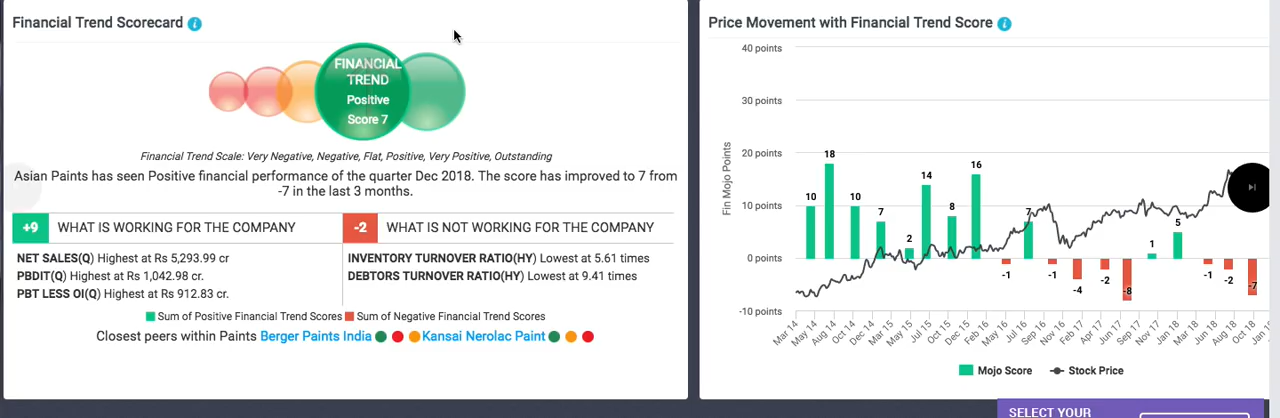 Financial Trend Scorecard
FINANCIAL
TREND
Positive
Score 7
Financial Trend Scale: Very Negative, Negative, Flat, Positive, Very Positive, Outstanding
Asian Paints has seen Positive financial performance of the quarter Dec 2018. The score has improved to 7 from
-7 in the last 3 months.
+9 WHAT IS WORKING FOR THE COMPANY
NET SALES(Q) Highest at Rs 5,293.99 cr
PBDIT(Q) Highest at Rs 1,042.98 cr.
PBT LESS OI(Q) Highest at Rs 912.83 cr.
-2 WHAT IS NOT WORKING FOR THE COMPANY
INVENTORY TURNOVER RATIO(HY) Lowest at 5.61 times
DEBTORS TURNOVER RATIO(HY) Lowest at 9.41 times
Sum of Positive Financial Trend Scores Sum of Negative Financial Trend Scores
Closest peers within Paints Berger Paints India Kansai Nerolac Paint
Price Movement with Financial Trend Score
Fin Mojo Points
40 points
30 points
20 points
10 points
0 points
-10 points
10 18 10 7 2 14 8 16 -1 7 -1 -4 -2 -8 1 5 -1 -2 -7
Mar 14 May 14 Aug 14 Oct 14 Dec 14 Mar 15 May 15 Jul 15 Oct 15 Dec 15 Feb 16 May 16 Jul 16 Sep 16 Nov 16 Feb 17 Apr 17 Jun 17 Sep 17 Nov 17 Jan 18 Apr 18 Jun 18 Aug 18 Oct 18 Jan
Mojo Score Stock Price
SELECT YOUR